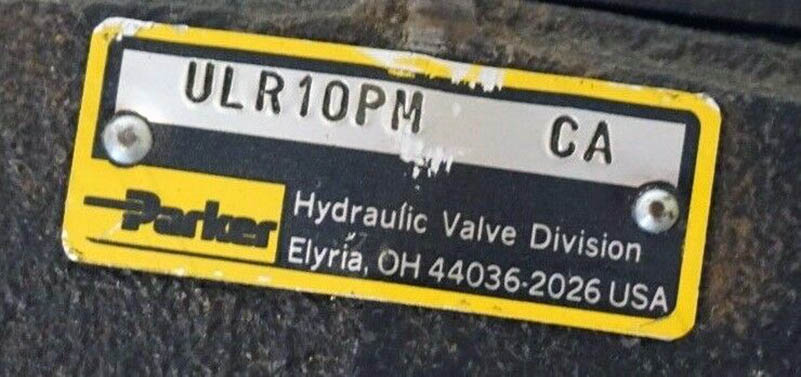 ULR10PM CA
Parker
Hydraulic Valve Division
Elyria, OH 44036-2026 USA